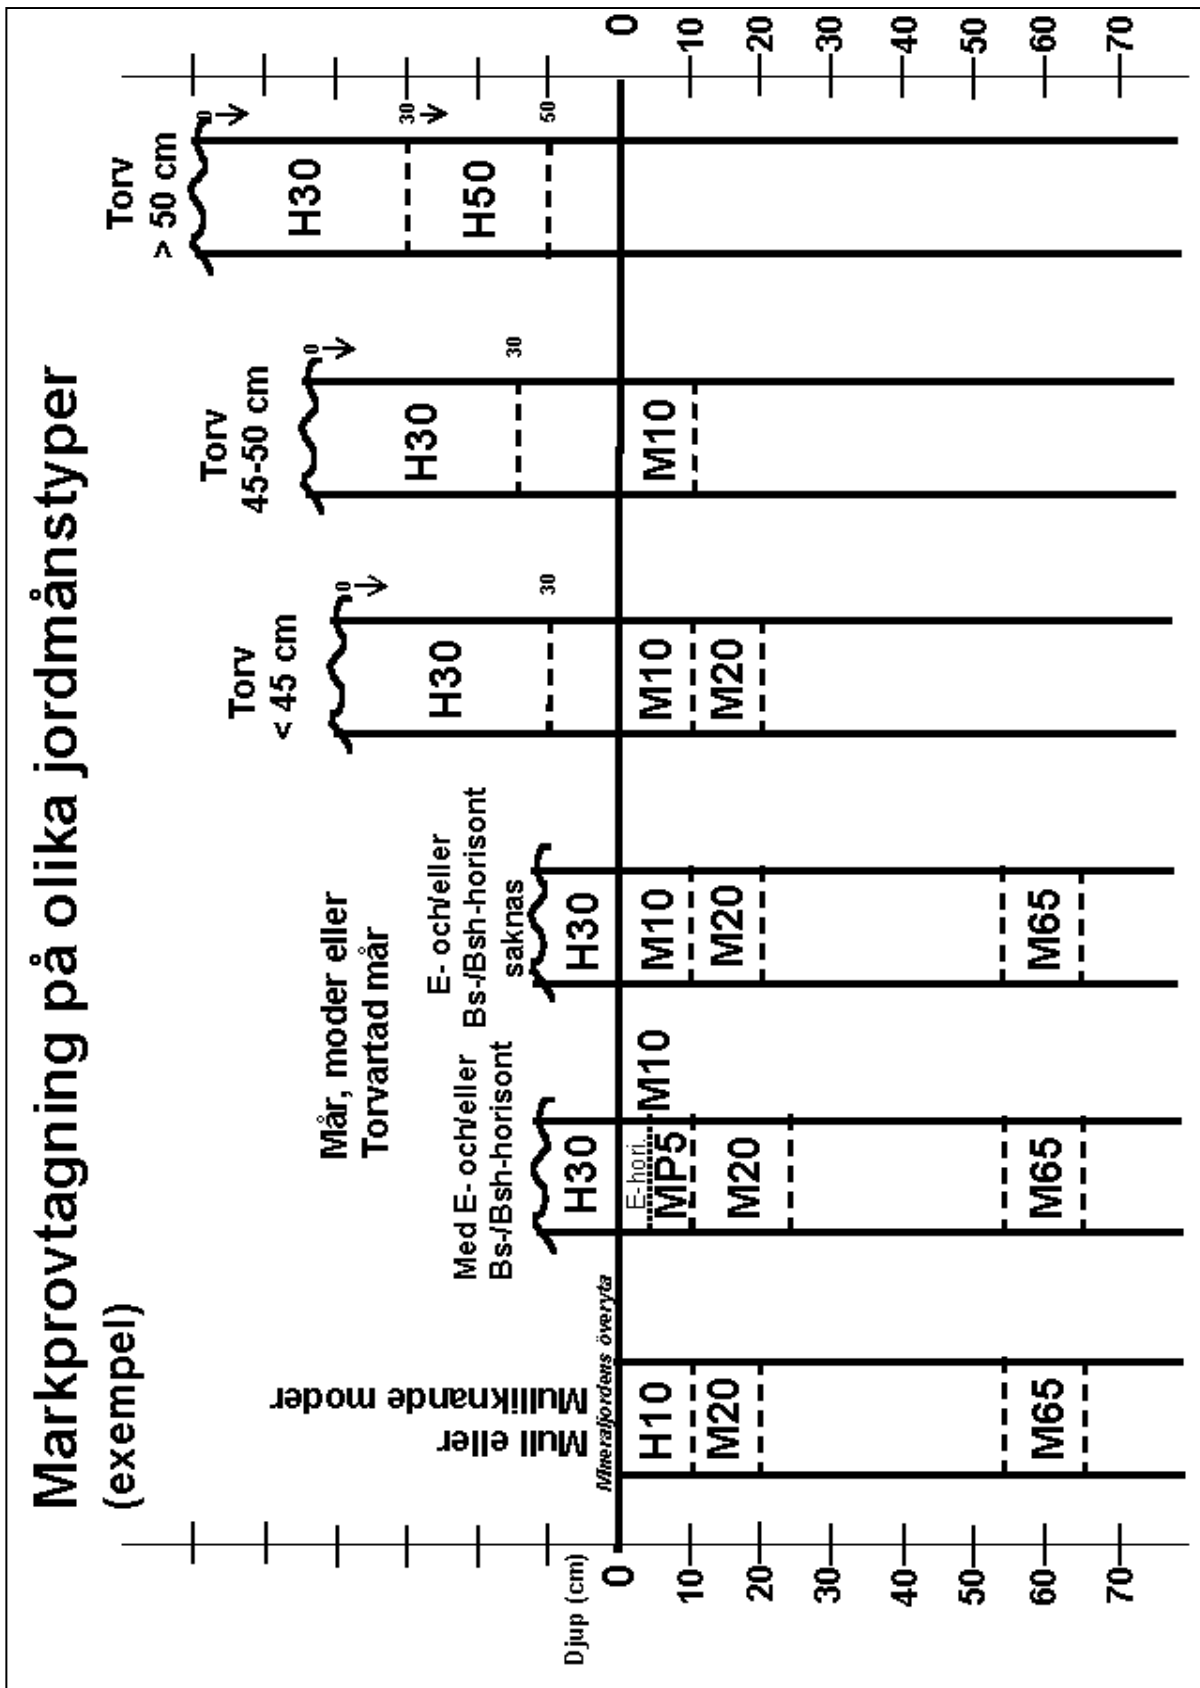 Markprovtagning på olika jordmånstyper
(exempel)
Mull eller
Mulliknande moder
Mår, moder eller
Torvartad mår
Med E- och/eller
Bs-/Bsh-horisont
E- och/eller
Bs-/Bsh-horisont
saknas
Torv
< 45 cm
Torv
45-50 cm
Torv
> 50 cm
0
0
0
H30
30
H30
30
H30
30
H50
50
H30
H30
Djup (cm)
Mineraljordens överyta
0
0
H10
E-hori.
MP5
M10
M10
M10
M10
10
10
M20
M20
M20
M20
20
20
30
30
40
40
50
50
M65
M65
M65
60
60
70
70